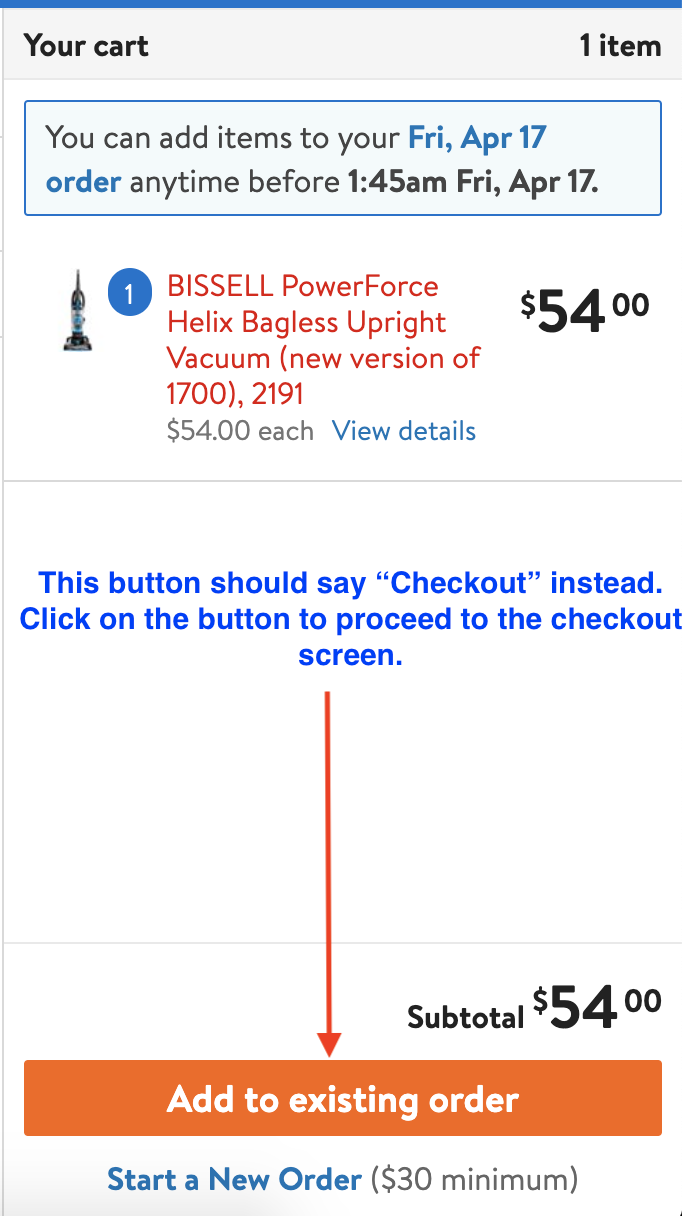 Your cart 1 item
You can add items to your Fri, Apr 17
order anytime before 1:45am Fri, Apr 17.
1 BISSELL PowerForce $54 00
Helix Bagless Upright
Vacuum (new version of
1700), 2191
$54.00 each View details
This button should say “Checkout” instead.
Click on the button to proceed to the checkout
screen.
Subtotal $54 00
Add to existing order
Start a New Order ($30 minimum)